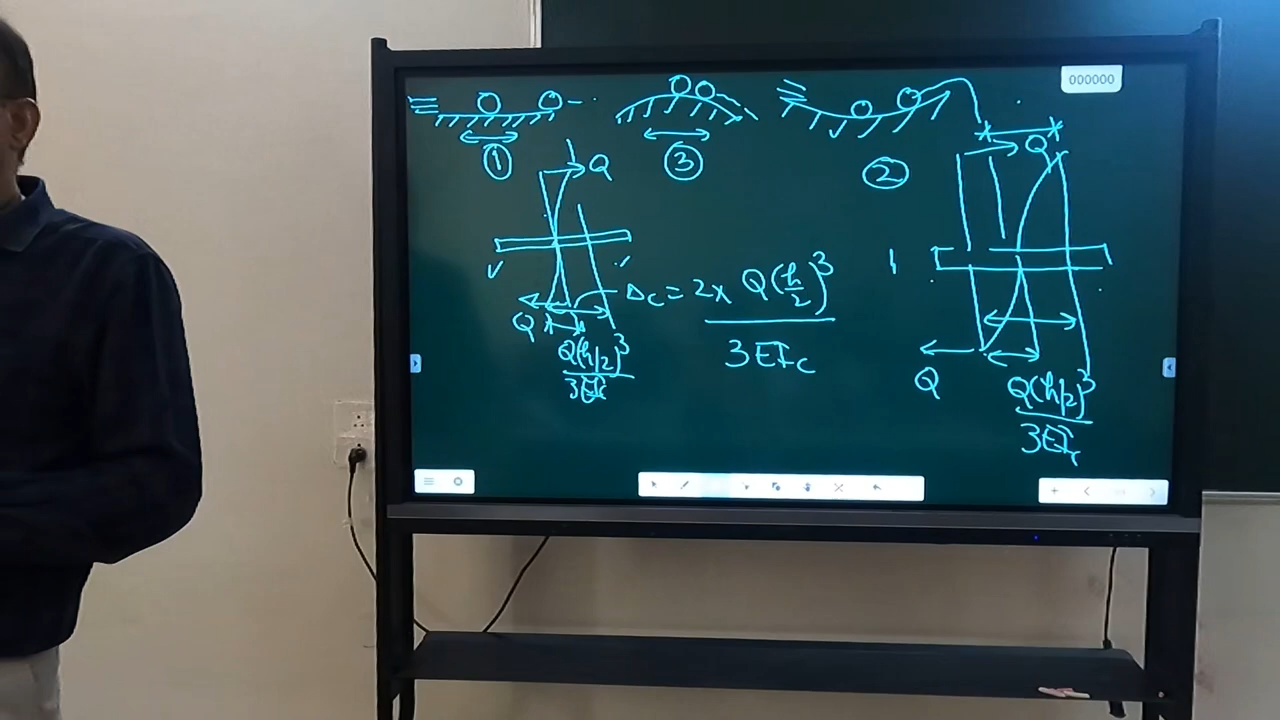 000000
① ③ ②
Q Q
Δc = 2x Q(h/2)³ / 3EIc
Q Q
Q(h/2)³ / 3EIc Q(h/2)³ / 3EIc